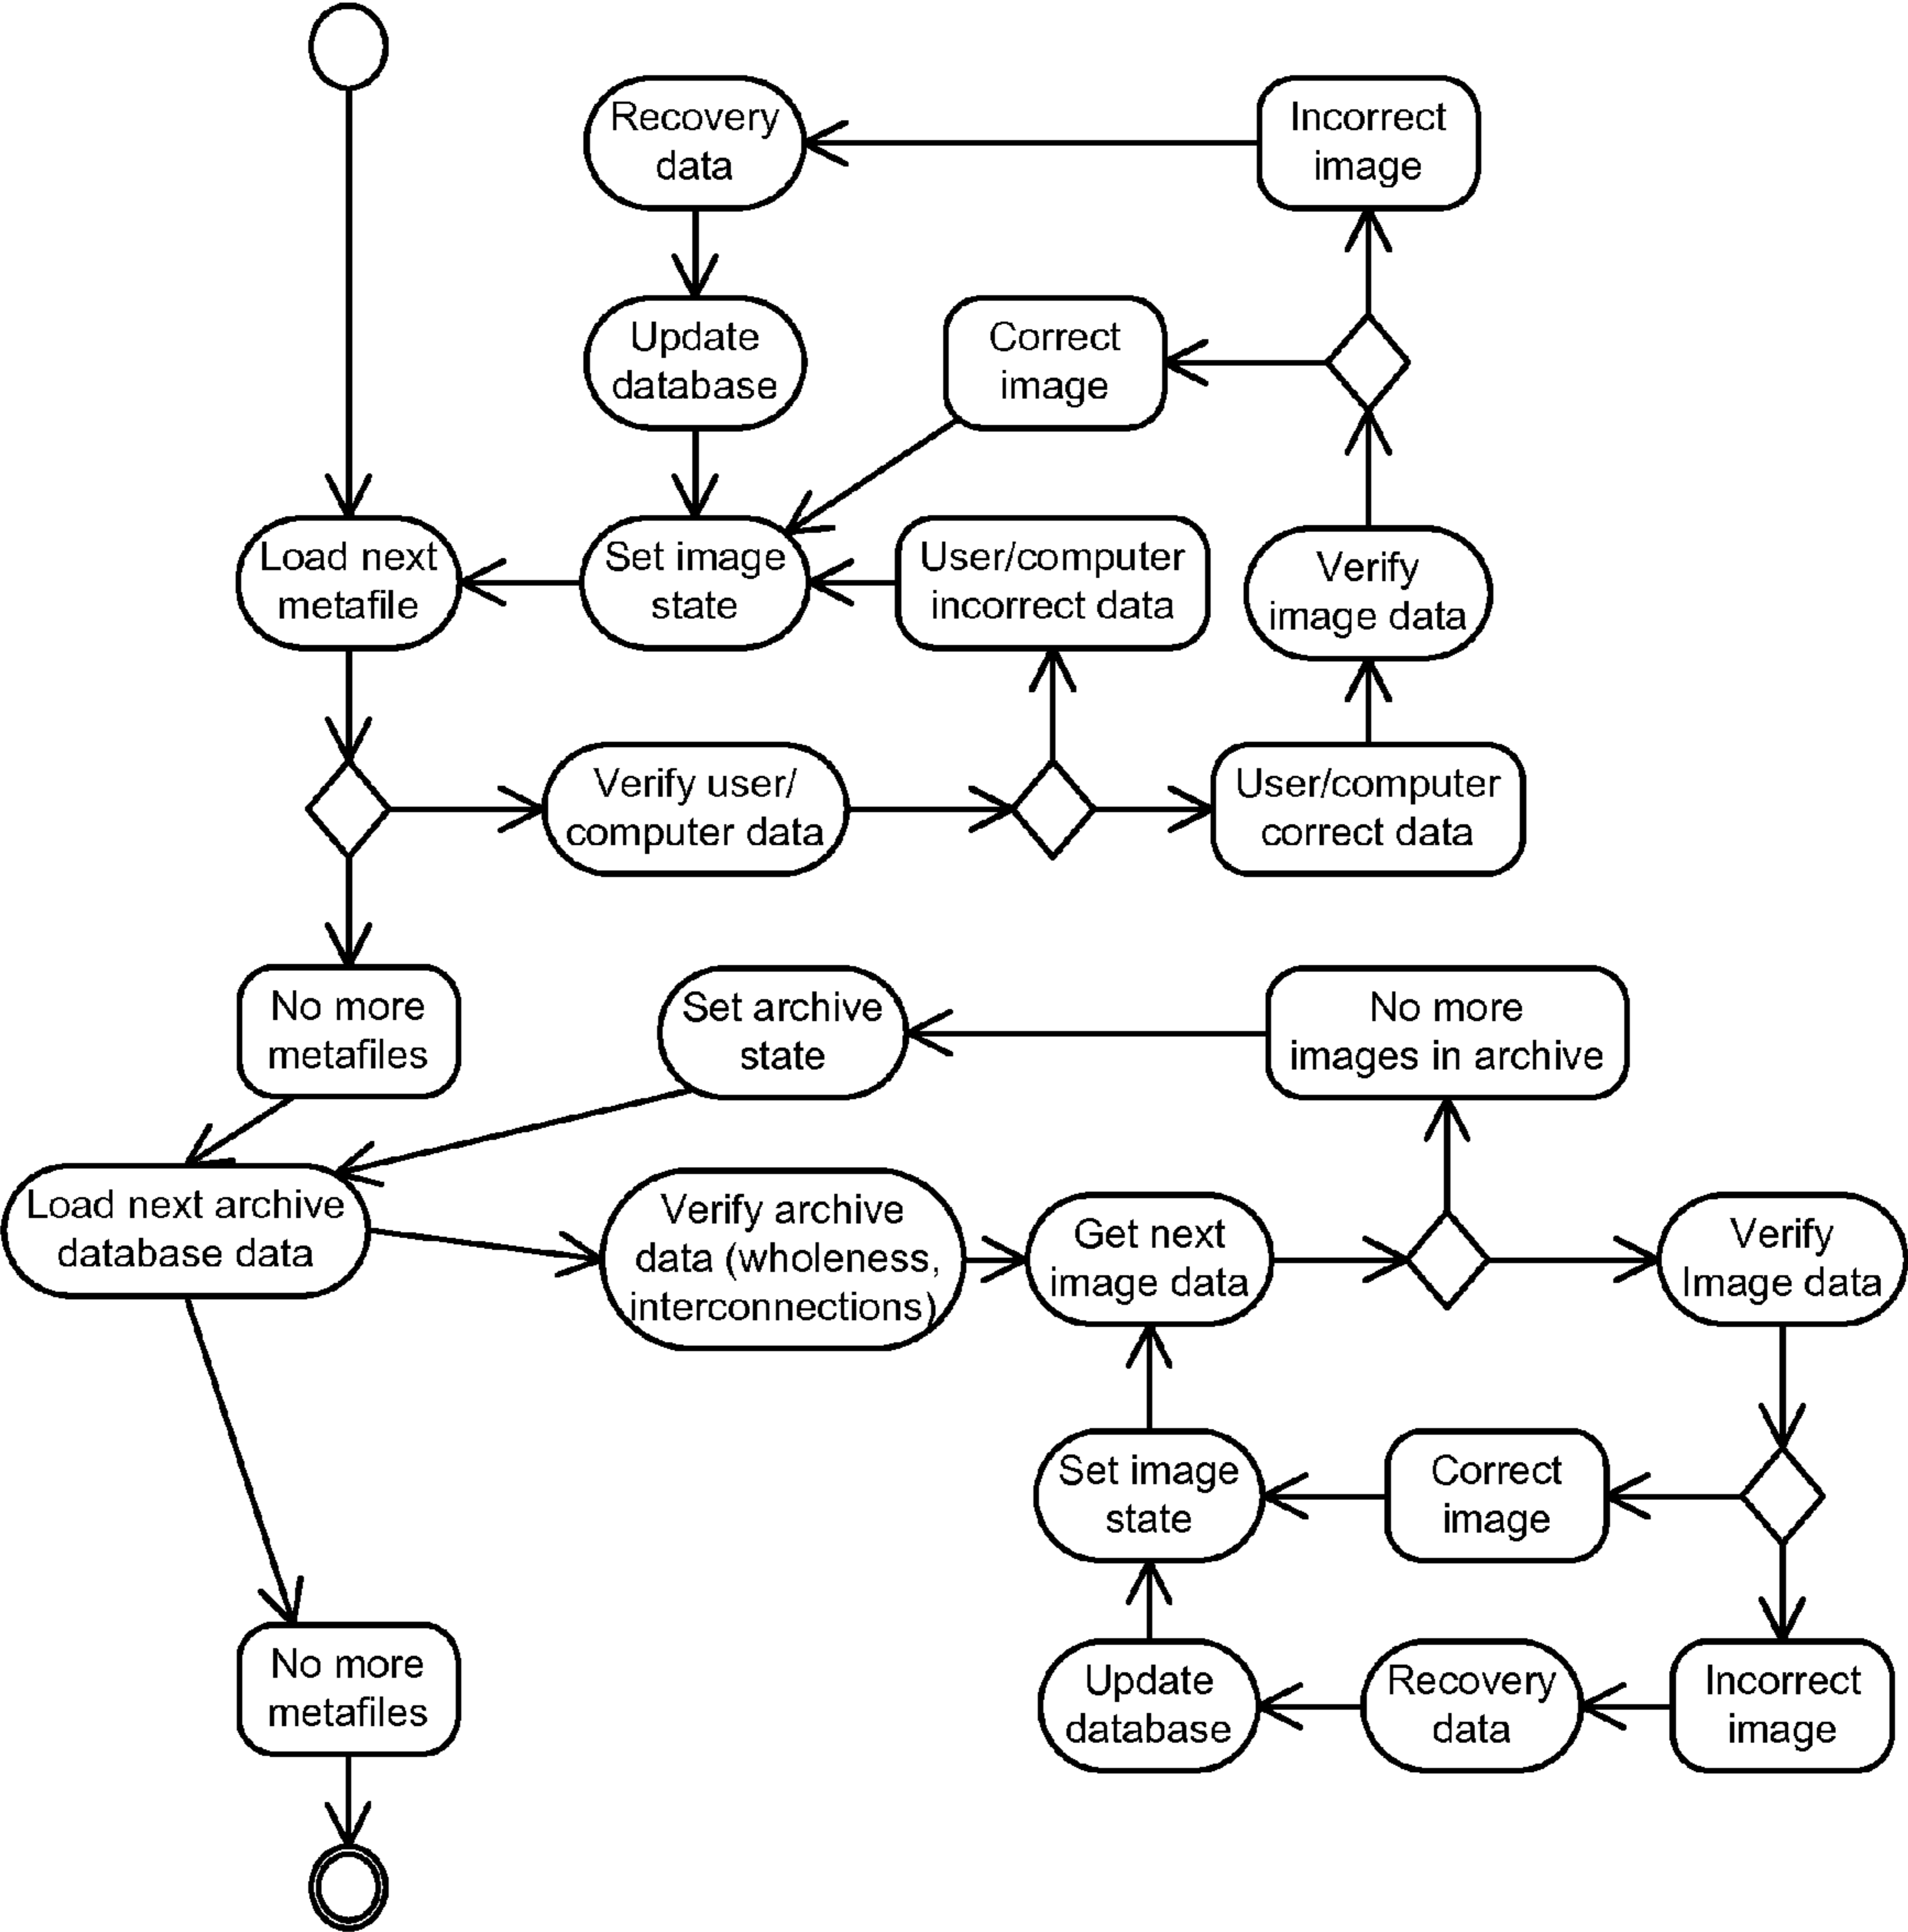 Recovery
data
Incorrect
image
Update
database
Correct
image
Load next
metafile
Set image
state
User/computer
incorrect data
Verify
image data
Verify user/
computer data
User/computer
correct data
No more
metafiles
Set archive
state
No more
images in archive
Load next archive
database data
Verify archive
data (wholeness,
interconnections)
Get next
image data
Verify
Image data
Set image
state
Correct
image
No more
metafiles
Update
database
Recovery
data
Incorrect
image